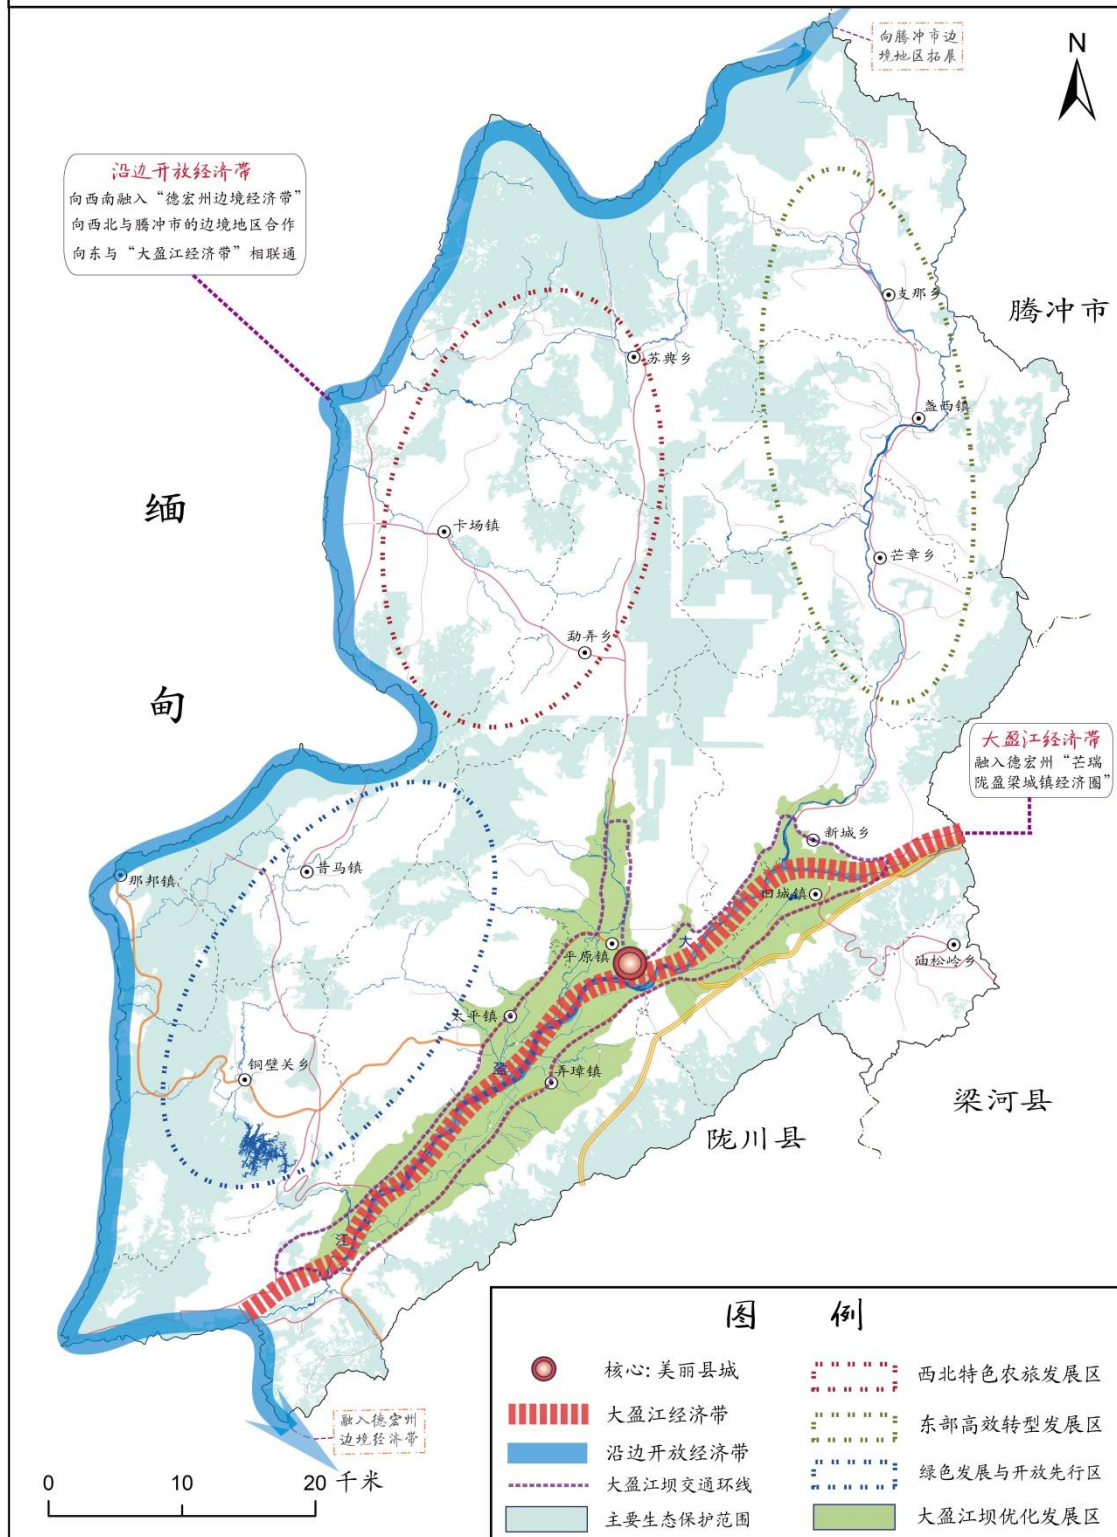 向腾冲市边
境地区拓展
N
沿边开放经济带
向西南融入“德宏州边境经济带”
向西北与腾冲市的边境地区合作
向东与“大盈江经济带”相联通
支那乡
腾冲市
苏典乡
盏西镇
缅
卡场镇
芒章乡
勐弄乡
甸
大盈江经济带
融入德宏州“芒瑞
陇盈梁城镇经济圈”
新城乡
昔马镇
那邦镇
旧城镇
大
平原镇
油松岭乡
太平镇
盈
铜壁关乡
弄璋镇
梁河县
陇川县
江
图例
核心:美丽县城
西北特色农旅发展区
大盈江经济带
东部高效转型发展区
沿边开放经济带
绿色发展与开放先行区
大盈江坝交通环线
主要生态保护范围
大盈江坝优化发展区
融入德宏州
边境经济带
0 10 20 千米